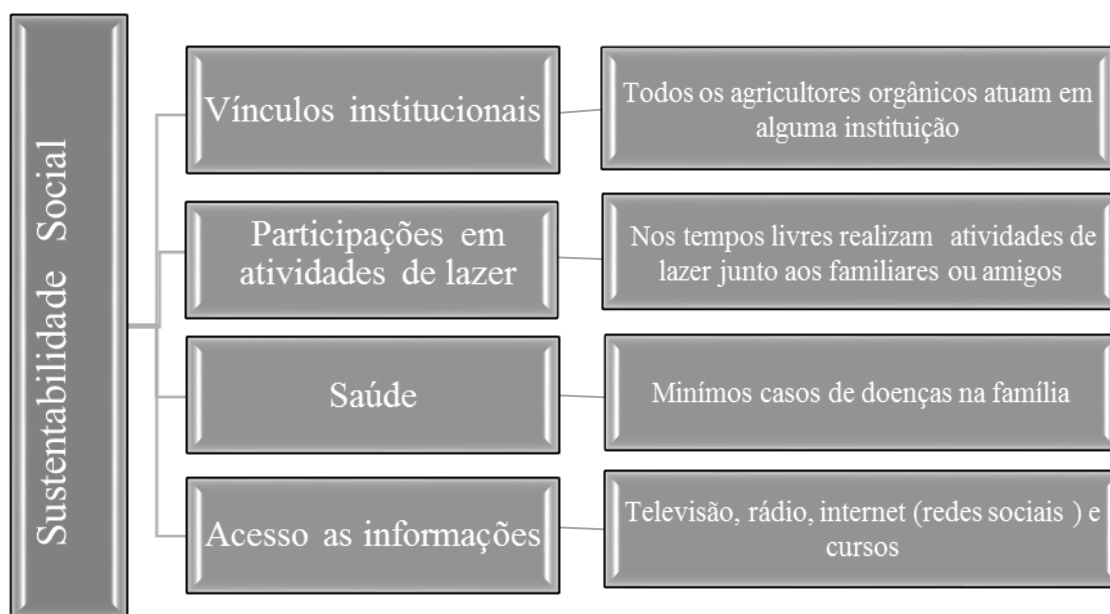 Sustentabilidade Social
Vínculos institucionais
Todos os agricultores orgânicos atuam em
alguma instituição
Participações em
atividades de lazer
Nos tempos livres realizam atividades de
lazer junto aos familiares ou amigos
Saúde
Minímos casos de doenças na família
Acesso as informações
Televisão, rádio, internet (redes sociais ) e
cursos